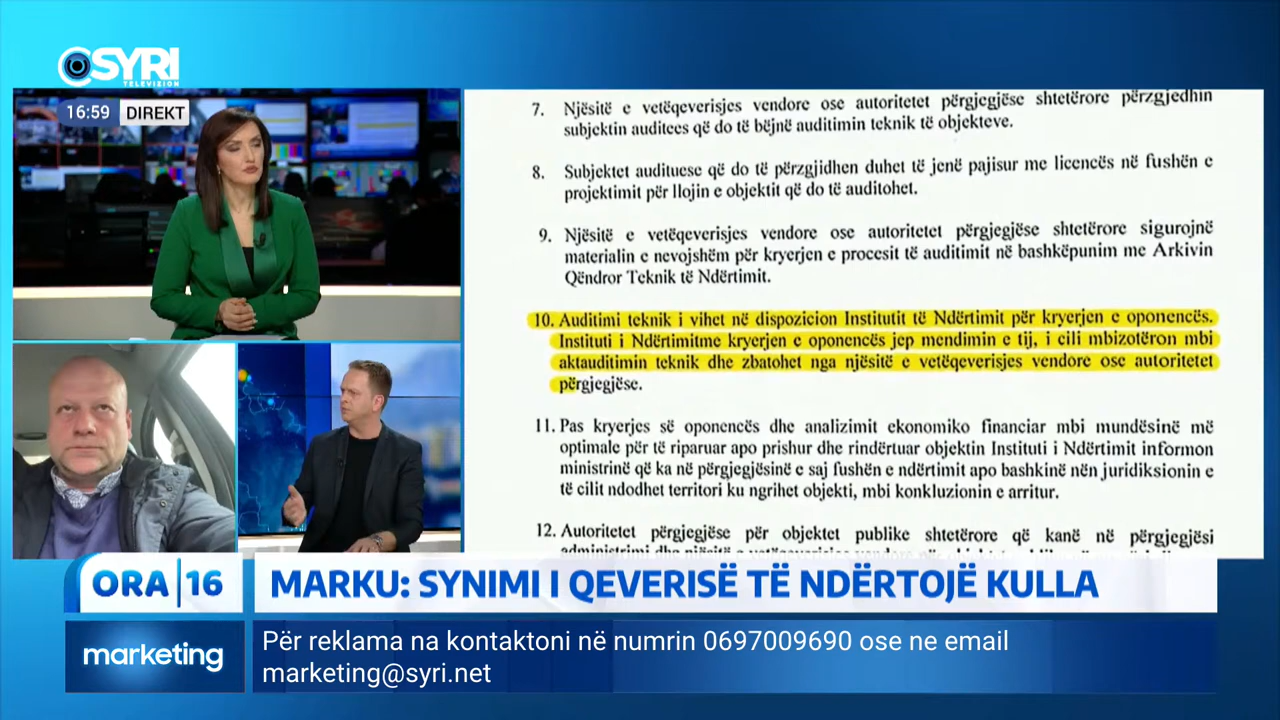 SYRI
TELEVIZION
16:59 DIREKT
7. Njësitë e vetëqeverisjes vendore ose autoritetet përgjegjëse shtetërore përzgjedhin
subjektin auditees që do të bëjnë auditimin teknik të objekteve.
8. Subjektet audituese që do të përzgjidhen duhet të jenë pajisur me licencës në fushën e
projektimit për llojin e objektit që do të auditohet.
9. Njësitë e vetëqeverisjes vendore ose autoritetet përgjegjëse shtetërore sigurojnë
materialin e nevojshëm për kryerjen e procesit të auditimit në bashkëpunim me Arkivin
Qëndror Teknik të Ndërtimit.
10. Auditimi teknik i vihet në dispozicion Institutit të Ndërtimit për kryerjen e oponencës.
Instituti i Ndërtimitme kryerjen e oponencës jep mendimin e tij, i cili mbizotëron mbi
aktauditimin teknik dhe zbatohet nga njësitë e vetëqeverisjes vendore ose autoritetet
përgjegjëse.
11. Pas kryerjes së oponencës dhe analizimit ekonomiko financiar mbi mundësinë më
optimale për të riparuar apo prishur dhe rindërtuar objektin Instituti i Ndërtimit informon
ministrinë që ka në përgjegjësinë e saj fushën e ndërtimit apo bashkinë nën juridiksionin e
të cilit ndodhet territori ku ngrihet objekti, mbi konkluzionin e arritur.
12. Autoritetet përgjegjëse për objektet publike shtetërore që kanë në përgjegjësi
ORA|16
MARKU: SYNIMI I QEVERISË TË NDËRTOJË KULLA
marketing
Për reklama na kontaktoni në numrin 0697009690 ose ne email
marketing@syri.net